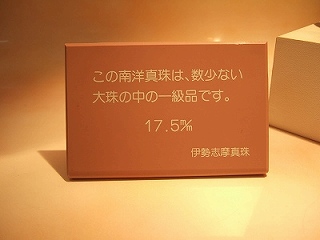 この南洋真珠は、数少ない
大珠の中の一級品です。
17.5㎜
伊勢志摩真珠